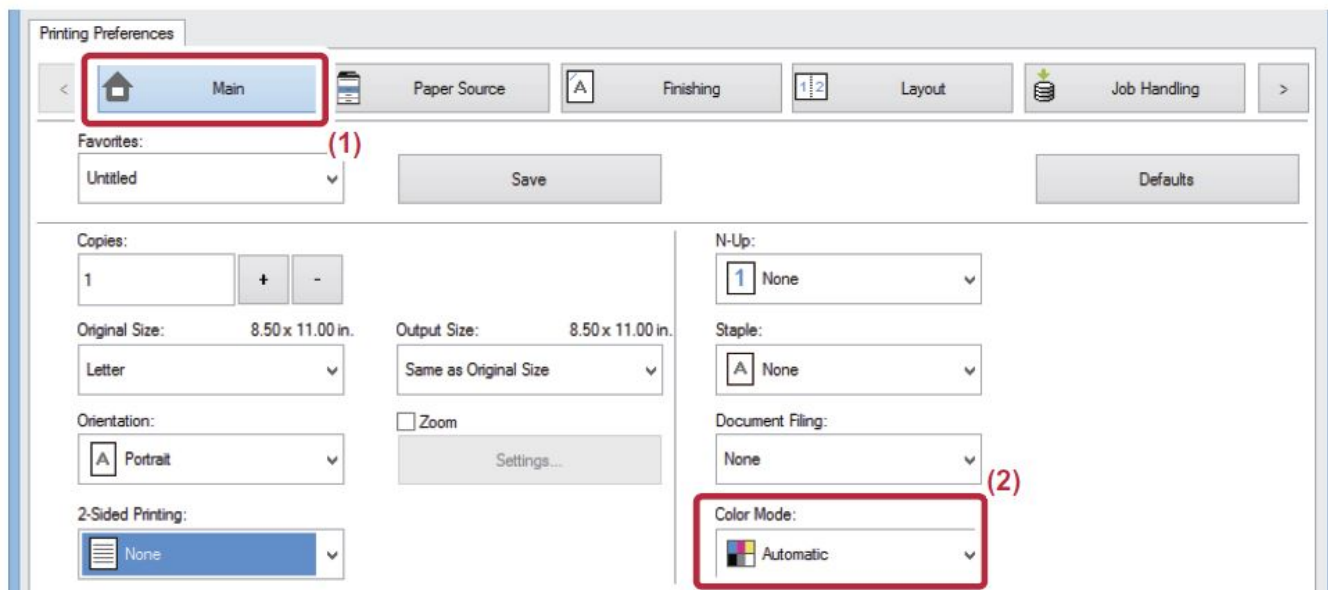 Printing Preferences
< Main Paper Source A Finishing 1 2 Layout Job Handling >
(1)
Favorites:
Untitled Save Defaults
Copies: N-Up:
1 + - 1 None
Original Size: 8.50 x 11.00 in. Output Size: 8.50 x 11.00 in. Staple:
Letter Same as Original Size A None
Orientation: Zoom Document Filing:
A Portrait Settings... None
(2)
2-Sided Printing: Color Mode:
None Automatic